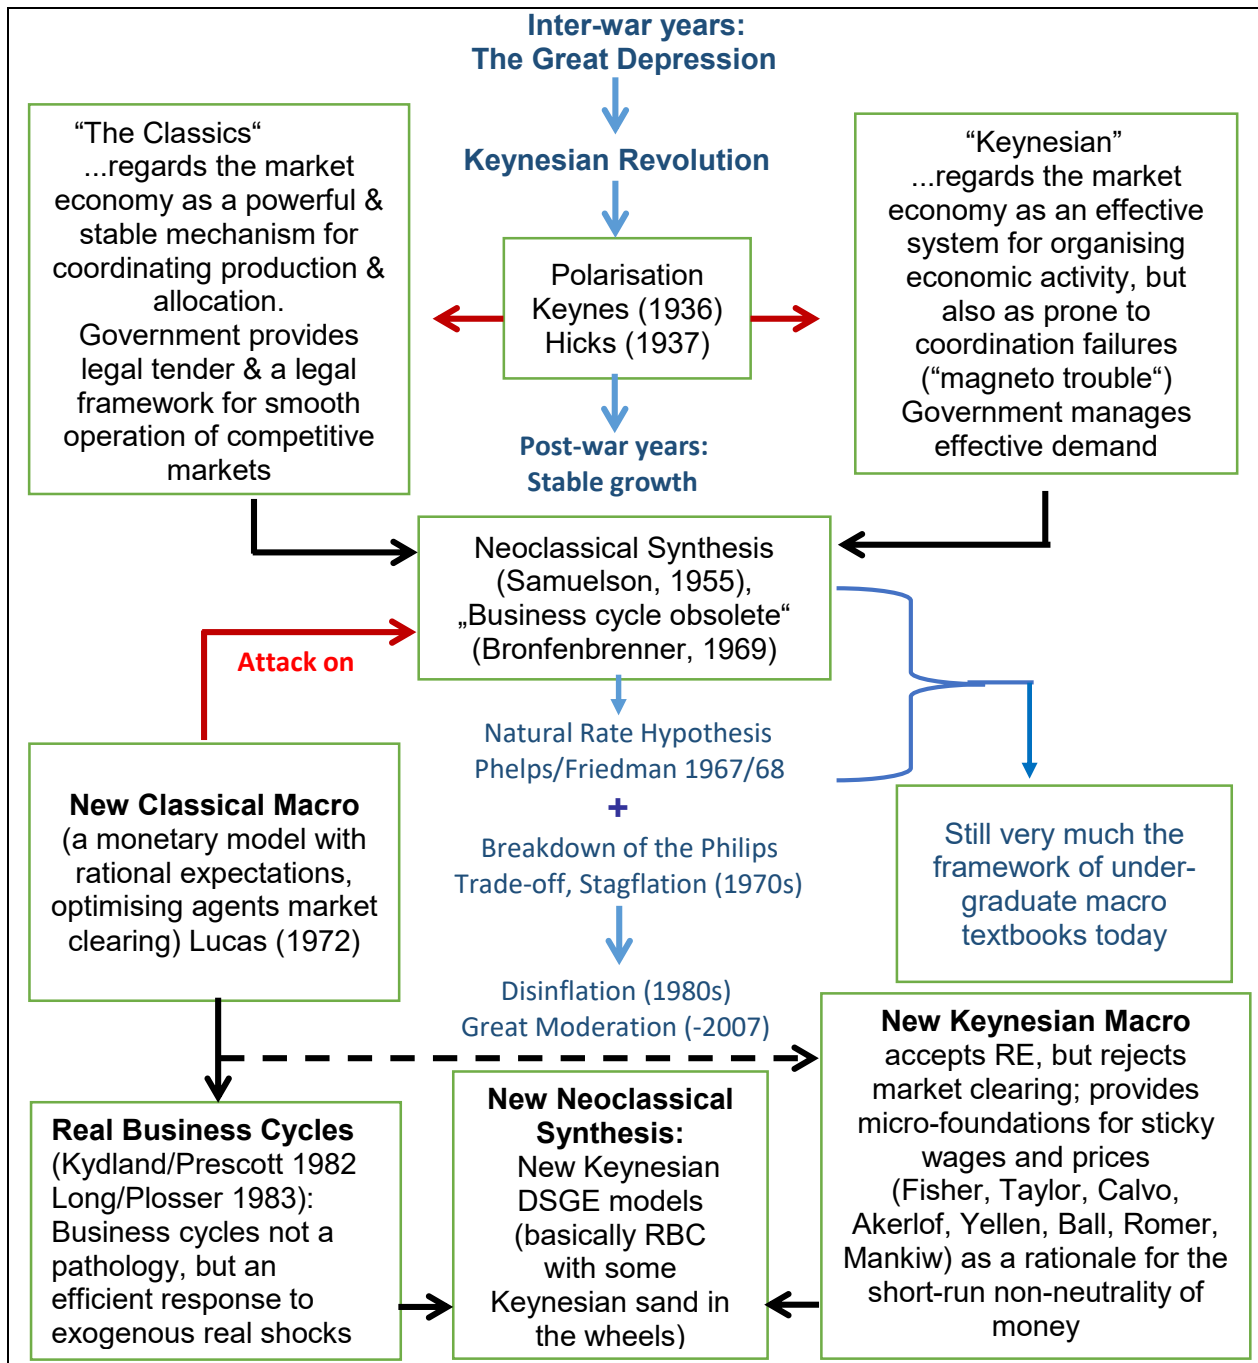 Inter-war years:
The Great Depression
Keynesian Revolution
“The Classics“
...regards the market
economy as a powerful &
stable mechanism for
coordinating production &
allocation.
Government provides
legal tender & a legal
framework for smooth
operation of competitive
markets
Polarisation
Keynes (1936)
Hicks (1937)
“Keynesian”
...regards the market
economy as an effective
system for organising
economic activity, but
also as prone to
coordination failures
(“magneto trouble“)
Government manages
effective demand
Post-war years:
Stable growth
Neoclassical Synthesis
(Samuelson, 1955),
„Business cycle obsolete“
(Bronfenbrenner, 1969)
Attack on
Natural Rate Hypothesis
Phelps/Friedman 1967/68
+
Breakdown of the Philips
Trade-off, Stagflation (1970s)
New Classical Macro
(a monetary model with
rational expectations,
optimising agents market
clearing) Lucas (1972)
Still very much the
framework of under-
graduate macro
textbooks today
Disinflation (1980s)
Great Moderation (-2007)
Real Business Cycles
(Kydland/Prescott 1982
Long/Plosser 1983):
Business cycles not a
pathology, but an
efficient response to
exogenous real shocks
New Neoclassical
Synthesis:
New Keynesian
DSGE models
(basically RBC
with some
Keynesian sand in
the wheels)
New Keynesian Macro
accepts RE, but rejects
market clearing; provides
micro-foundations for sticky
wages and prices
(Fisher, Taylor, Calvo,
Akerlof, Yellen, Ball, Romer,
Mankiw) as a rationale for the
short-run non-neutrality of
money